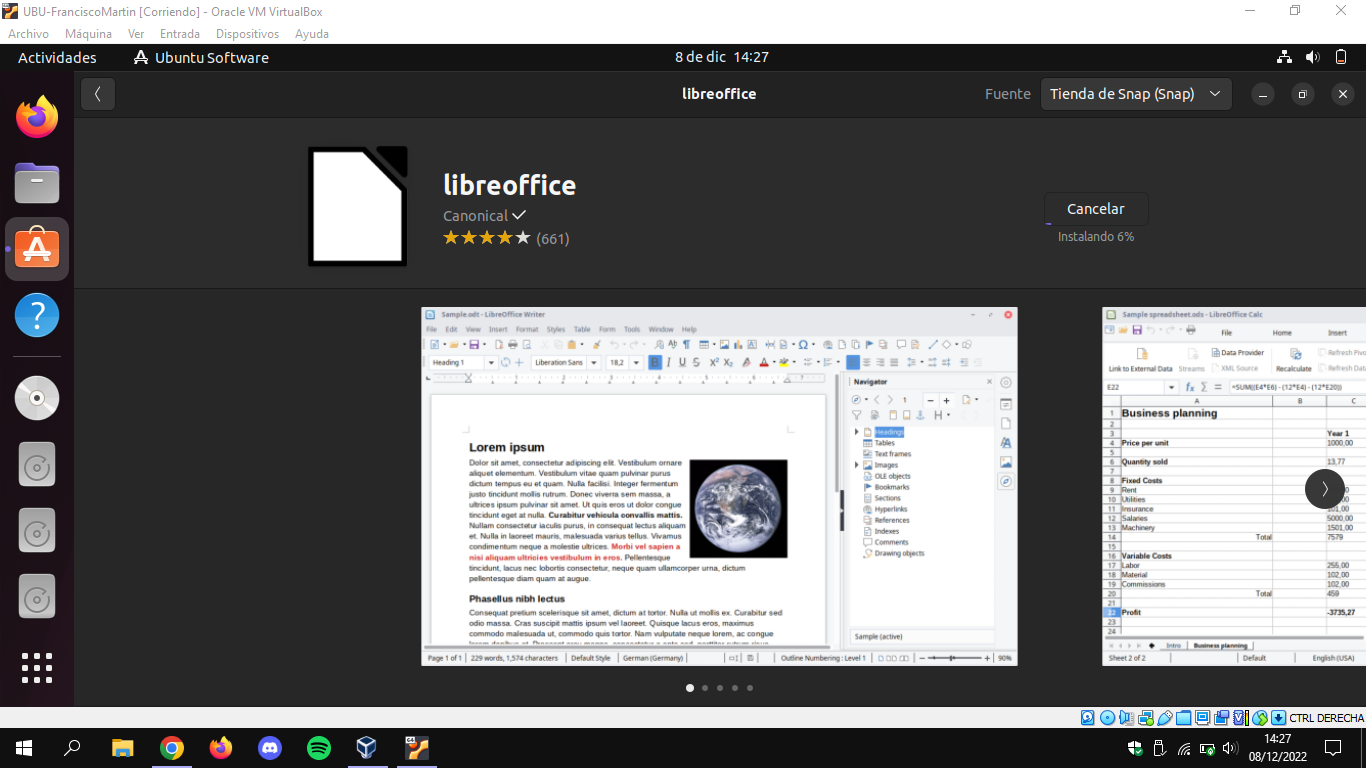 UBU-FranciscoMartin [Corriendo] - Oracle VM VirtualBox
Archivo Máquina Ver Entrada Dispositivos Ayuda
Actividades Ubuntu Software 8 de dic 14:27
libreoffice Fuente Tienda de Snap (Snap)
libreoffice
Canonical
(661)
Cancelar
Instalando 6%
Sample.odt - LibreOffice Writer
File Edit View Insert Format Styles Table Form Tools Window Help
Heading 1 Liberation Sans 18,2
Navigator
1
Headings
Tables
Text frames
Images
OLE objects
Bookmarks
Sections
Hyperlinks
References
Indexes
Comments
Drawing objects
Sample (active)
Lorem ipsum
Dolor sit amet, consectetur adipiscing elit. Vestibulum ornare
aliquet elementum. Vestibulum vitae quam pulvinar purus
dictum tempus eu et quam. Nulla facilisi. Integer fermentum
justo tincidunt mollis rutrum. Donec viverra sem massa, a
ultrices ipsum pulvinar sit amet. Ut quis eros ut dolor congue
tincidunt eget at nulla. Curabitur vehicula convallis mattis.
Nullam consectetur iaculis purus, in consequat lectus aliquam
et. Nulla in laoreet mauris, malesuada varius tellus. Vivamus
condimentum neque a molestie ultrices. Morbi vel sapien a
nisi aliquam ultricies vestibulum in eros. Pellentesque
tincidunt, lacus nec lobortis consectetur, neque quam ullamcorper urna, dictum
pellentesque diam quam at augue.
Phasellus nibh lectus
Consequat pretium scelerisque sit amet, dictum at tortor. Nulla ut mollis ex. Curabitur sed
odio massa. Cras suscipit mattis ipsum vel laoreet. Quisque lacus eros, maximus
commodo malesuada ut, commodo quis tortor. Nam vulputate neque lorem, ac congue
Page 1 of 1 229 words, 1,574 characters Default Style German (Germany) Outline Numbering : Level 1 90%
Sample spreadsheet.ods - LibreOffice Calc
File Home Insert
Link to External Data Streams Data Provider XML Source Recalculate
E22 =SUM((E4*E6) - (12*E4) - (12*E20))
A B C
1 Business planning
2
3 Year 1
4 Price per unit 1000,00
5
6 Quantity sold 13,77
7
8 Fixed Costs
9 Rent
10 Utilities
11 Insurance
12 Salaries 5000,00
13 Machinery 1501,00
14 Total 7579
15
16 Variable Costs
17 Labor 255,00
18 Material 102,00
19 Commissions 102,00
20 Total 459
21
22 Profit -3735,27
23
24
Intro Business planning
Sheet 2 of 2 Default English (USA)
CTRL DERECHA
14:27
08/12/2022